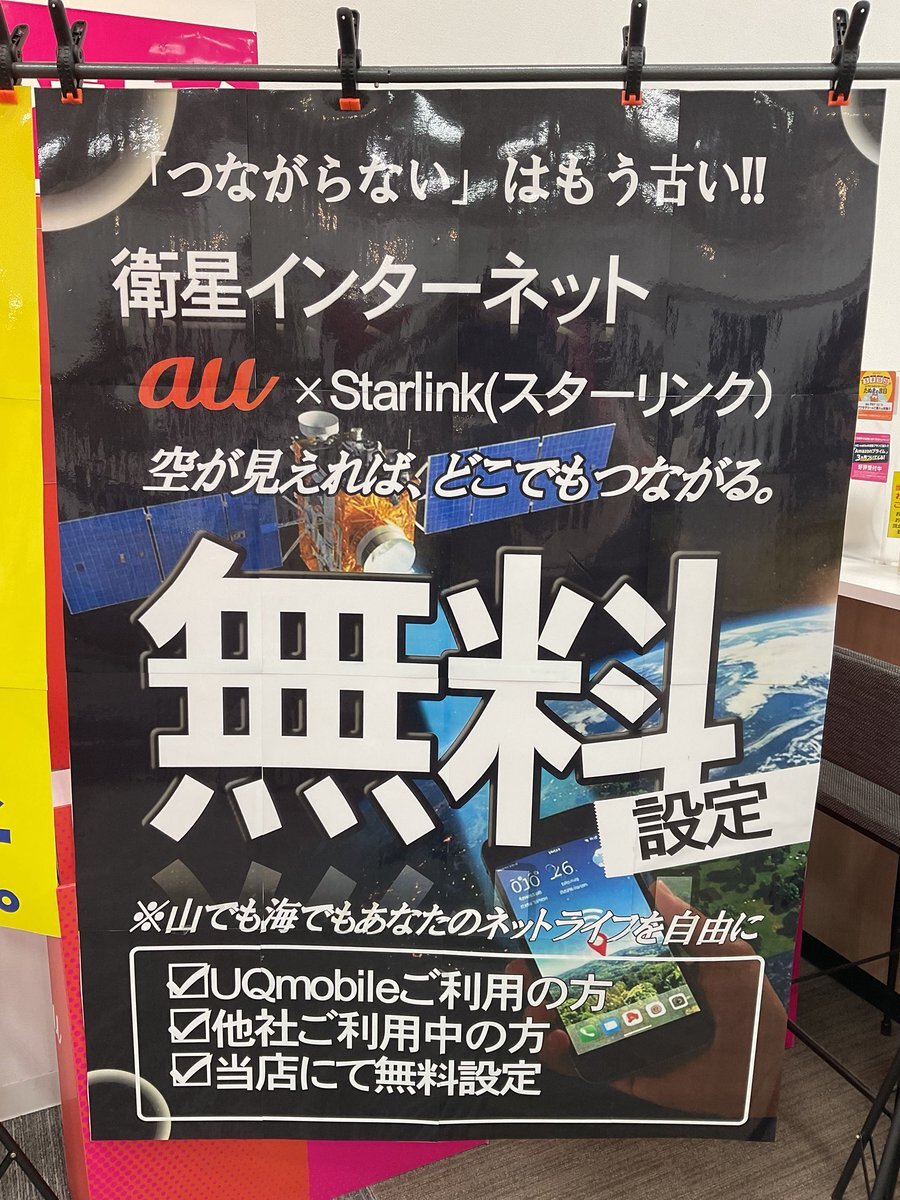 「つながらない」はもう古い!!
衛星インターネット
au×Starlink(スターリンク)
空が見えれば、どこでもつながる。
無料
設定
※山でも海でもあなたのネットライフを自由に
☑UQmobileご利用の方
☑他社ご利用中の方
☑当店にて無料設定